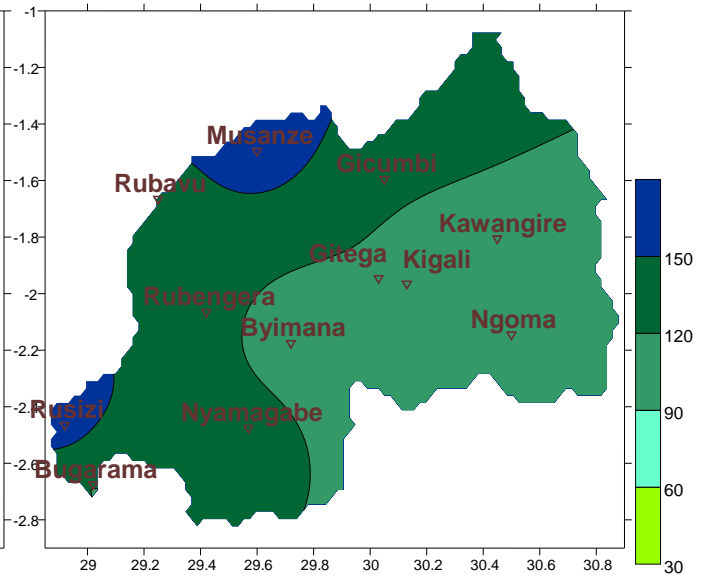 -1
-1.2
-1.4
-1.6
-1.8
-2
-2.2
-2.4
-2.6
-2.8
Musanze
Gicumbi
Rubavu
Kawangire
Gitega
Kigali
Rubengera
Byimana
Ngoma
Rusizi
Nyamagabe
Bugarama
29
29.2
29.4
29.6
29.8
30
30.2
30.4
30.6
30.8
150
120
90
60
30